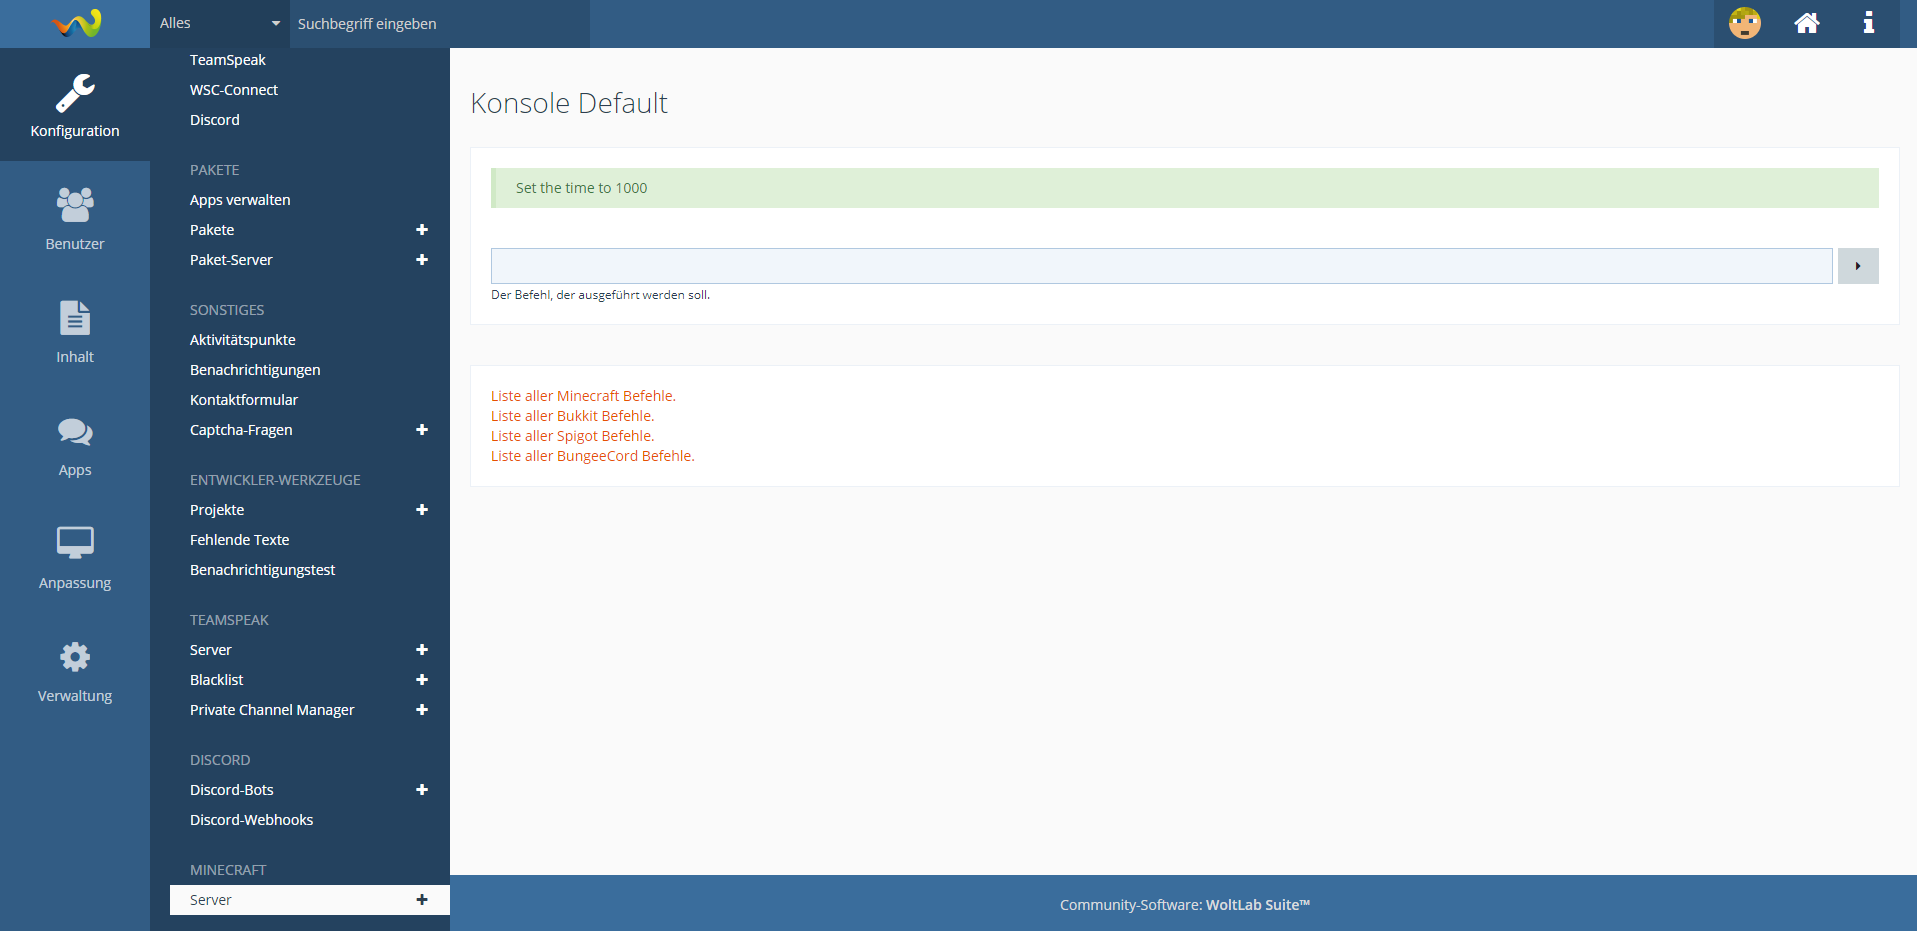 Alles
Suchbegriff eingeben
Konfiguration
Benutzer
Inhalt
Apps
Anpassung
Verwaltung
TeamSpeak
WSC-Connect
Discord
PAKETE
Apps verwalten
Pakete
Paket-Server
SONSTIGES
Aktivitätspunkte
Benachrichtigungen
Kontaktformular
Captcha-Fragen
ENTWICKLER-WERKZEUGE
Projekte
Fehlende Texte
Benachrichtigungstest
TEAMSPEAK
Server
Blacklist
Private Channel Manager
DISCORD
Discord-Bots
Discord-Webhooks
MINECRAFT
Server
Konsole Default
Set the time to 1000
Der Befehl, der ausgeführt werden soll.
Liste aller Minecraft Befehle.
Liste aller Bukkit Befehle.
Liste aller Spigot Befehle.
Liste aller BungeeCord Befehle.
Community-Software: WoltLab Suite™